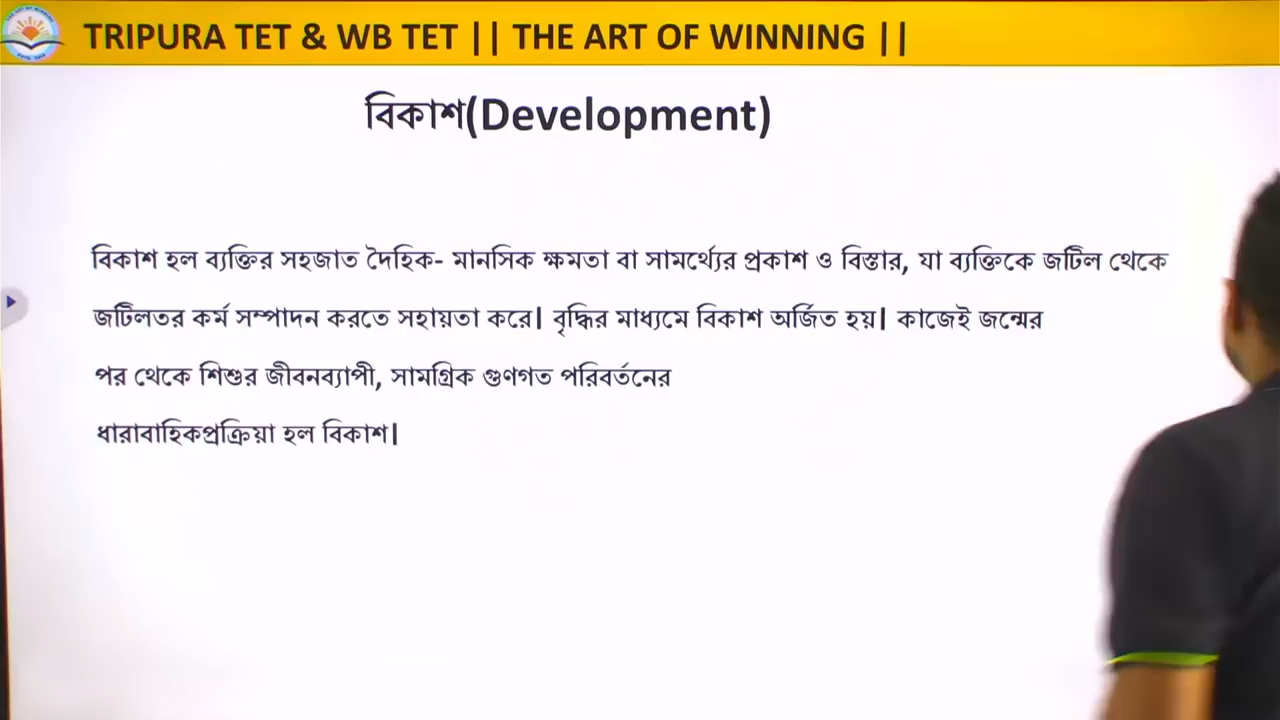 TRIPURA TET & WB TET || THE ART OF WINNING ||
বিকাশ(Development)
বিকাশ হল ব্যক্তির সহজাত দৈহিক- মানসিক ক্ষমতা বা সামর্থ্যের প্রকাশ ও বিস্তার, যা ব্যক্তিকে জটিল থেকে
জটিলতর কর্ম সম্পাদন করতে সহায়তা করে। বৃদ্ধির মাধ্যমে বিকাশ অর্জিত হয়। কাজেই জন্মের
পর থেকে শিশুর জীবনব্যাপী, সামগ্রিক গুণগত পরিবর্তনের
ধারাবাহিকপ্রক্রিয়া হল বিকাশ।